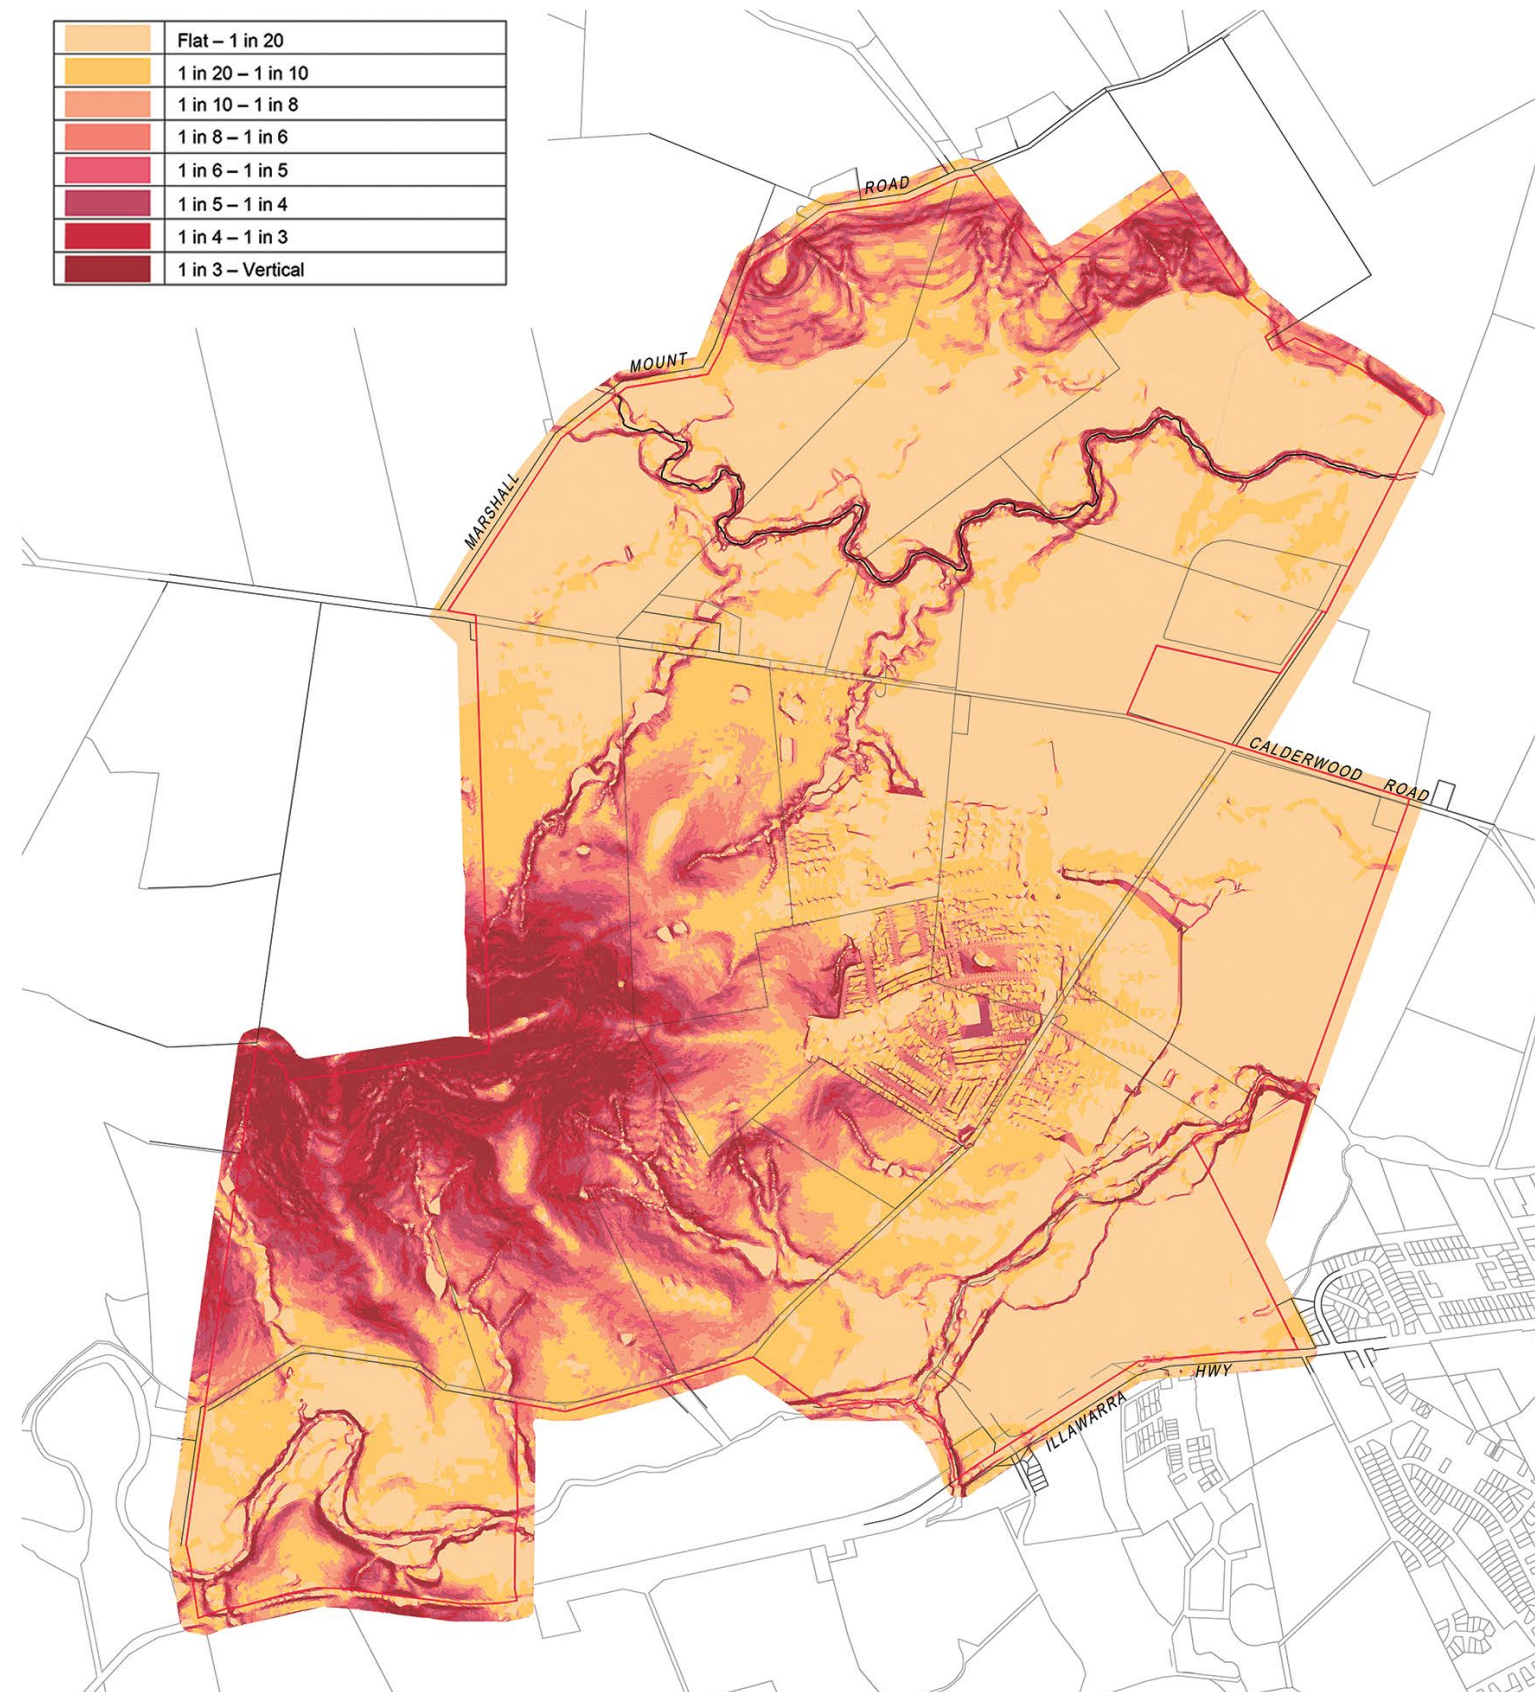 Flat – 1 in 20
1 in 20 – 1 in 10
1 in 10 – 1 in 8
1 in 8 – 1 in 6
1 in 6 – 1 in 5
1 in 5 – 1 in 4
1 in 4 – 1 in 3
1 in 3 – Vertical
ROAD
MOUNT
MARSHALL
CALDERWOOD ROAD
HWY
ILLAWARRA